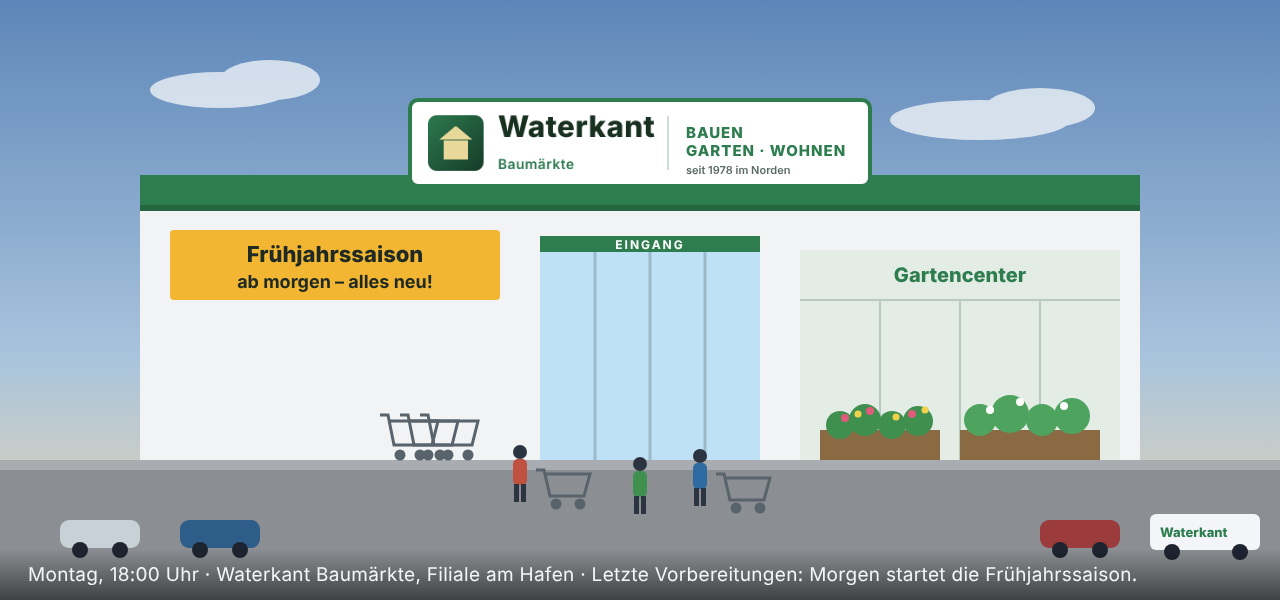 Waterkant
Baumärkte
BAUEN
GARTEN · WOHNEN
seit 1978 im Norden
Frühjahrssaison
ab morgen – alles neu!
EINGANG
Gartencenter
Waterkant
Montag, 18:00 Uhr · Waterkant Baumärkte, Filiale am Hafen · Letzte Vorbereitungen: Morgen startet die Frühjahrssaison.